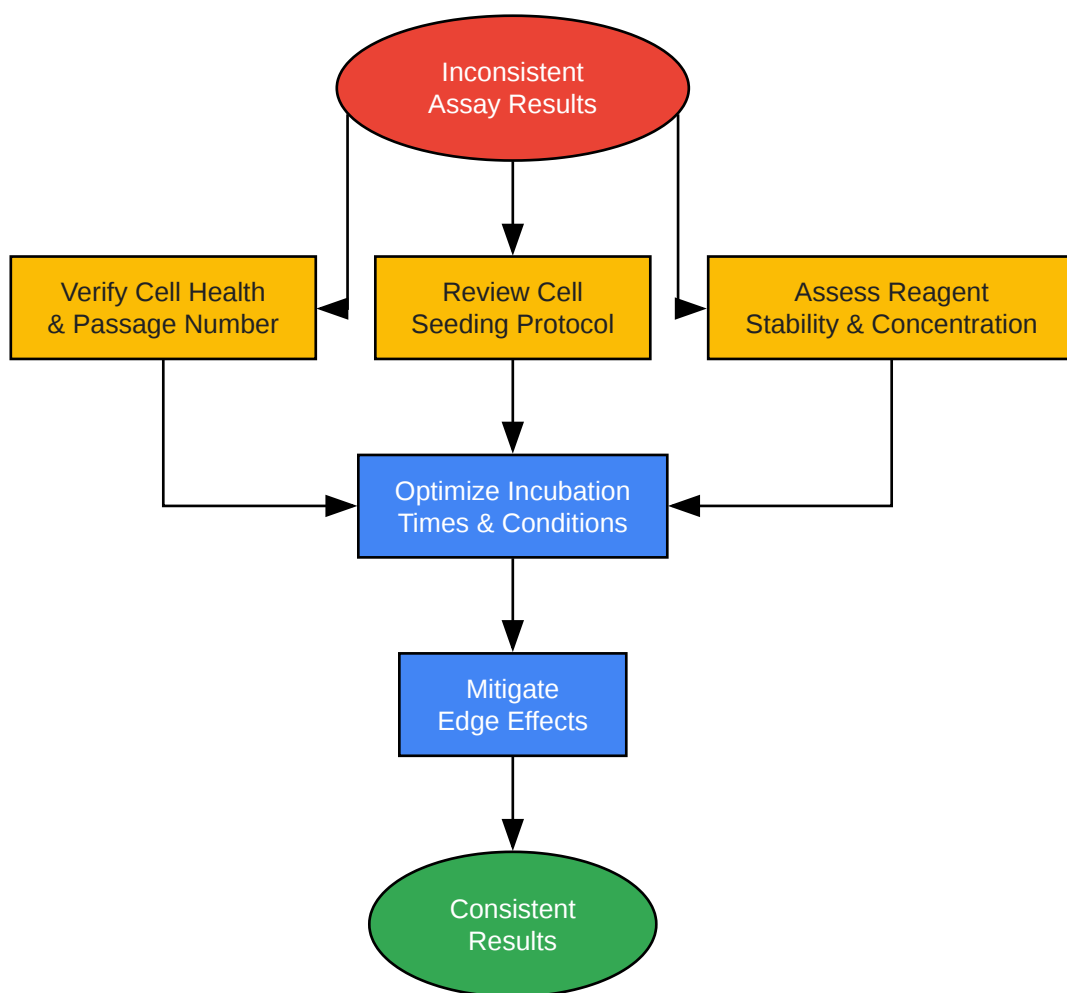 Inconsistent
Assay Results
Verify Cell Health
& Passage Number
Review Cell
Seeding Protocol
Assess Reagent
Stability & Concentration
Optimize Incubation
Times & Conditions
Mitigate
Edge Effects
Consistent
Results